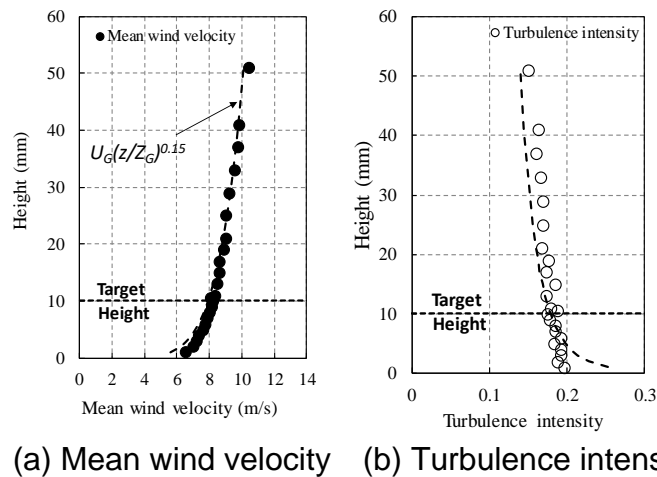 60
50
40
30
20
10
0
Height (mm)
● Mean wind velocity
U_G(z/Z_G)^0.15
Target
Height
0 2 4 6 8 10 12 14
Mean wind velocity (m/s)
60
50
40
30
20
10
0
Height (mm)
○ Turbulence intensity
Target
Height
0 0.1 0.2 0.3
Turbulence intensity
(a) Mean wind velocity (b) Turbulence intens